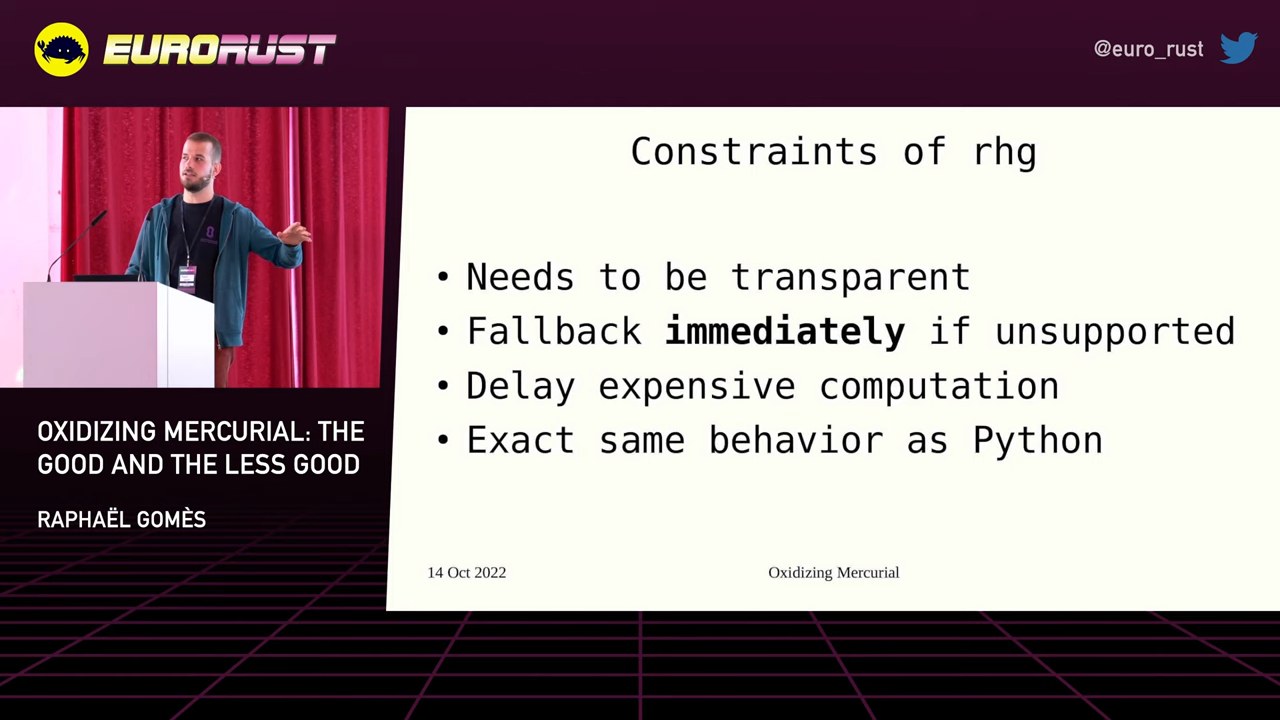 EURORUST
@euro_rust
Constraints of rhg
• Needs to be transparent
• Fallback immediately if unsupported
• Delay expensive computation
• Exact same behavior as Python
OXIDIZING MERCURIAL: THE
GOOD AND THE LESS GOOD
RAPHAËL GOMÈS
14 Oct 2022
Oxidizing Mercurial